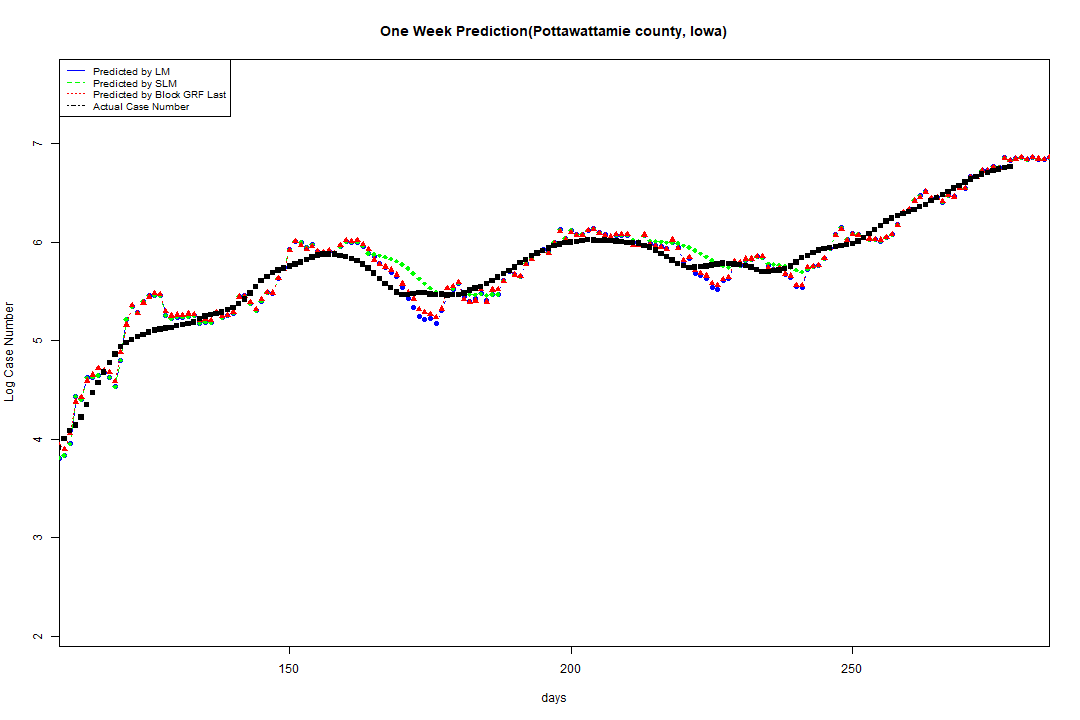 One Week Prediction(Pottawattamie county, Iowa)
Predicted by LM
Predicted by SLM
Predicted by Block GRF Last
Actual Case Number
7
6
5
4
3
2
Log Case Number
150
200
250
days